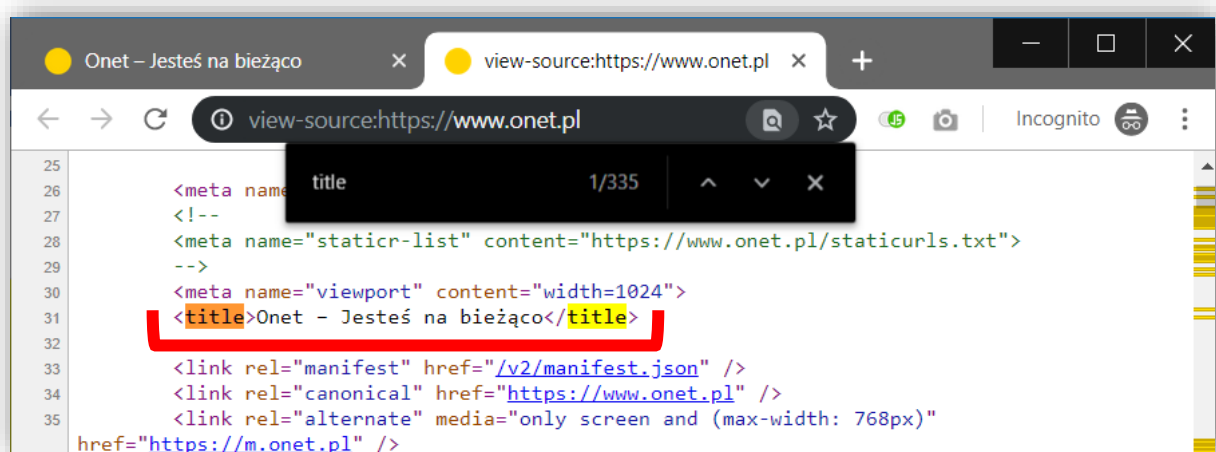 Onet – Jesteś na bieżąco
view-source:https://www.onet.pl
view-source:https://www.onet.pl
Incognito
title 1/335
25
26 <meta name
27 <!--
28 <meta name="staticr-list" content="https://www.onet.pl/staticurls.txt">
29 -->
30 <meta name="viewport" content="width=1024">
31 <title>Onet – Jesteś na bieżąco</title>
32
33 <link rel="manifest" href="/v2/manifest.json" />
34 <link rel="canonical" href="https://www.onet.pl" />
35 <link rel="alternate" media="only screen and (max-width: 768px)"
href="https://m.onet.pl" />